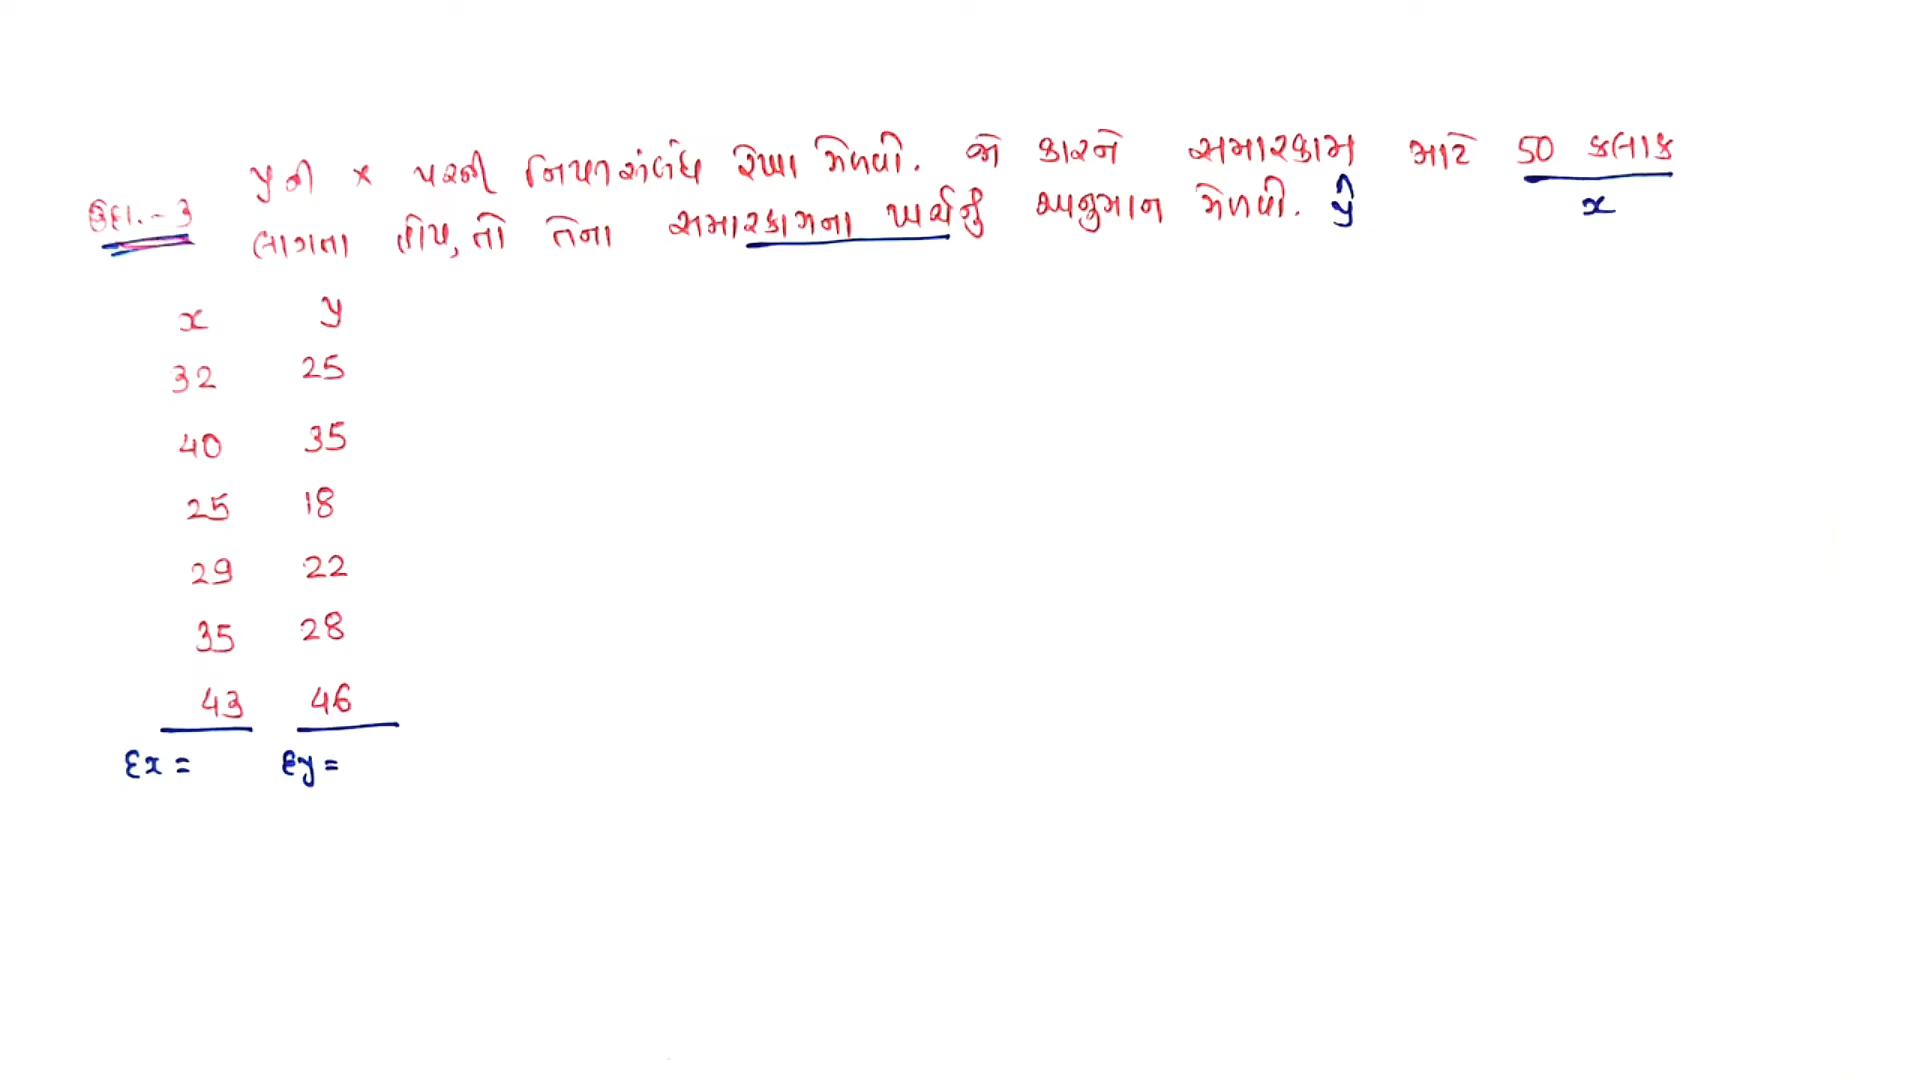 yની x પરની નિયતસંબંધ રેખા મેળવો. જો કારને સમારકામ માટે 50 કલાક
ઉદા.-3 લાગતા હોય, તો તેના સમારકામના ખર્ચનું અનુમાન મેળવો. ŷ x
x y
32 25
40 35
25 18
29 22
35 28
43 46
Σx = Σy =